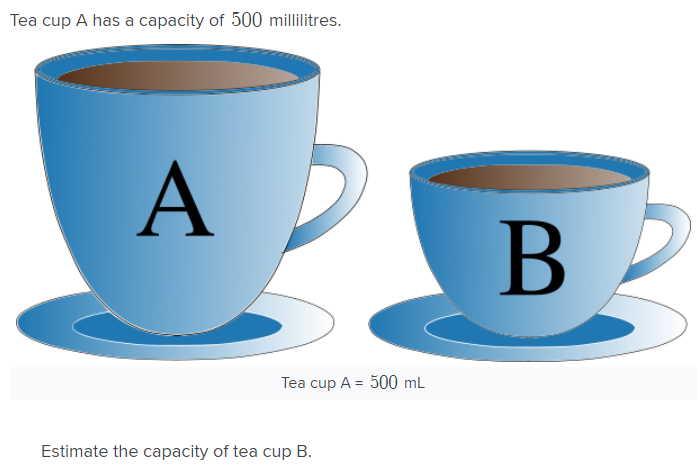 Tea cup A has a capacity of 500 millilitres.
A
B
Tea cup A = 500 mL
Estimate the capacity of tea cup B.